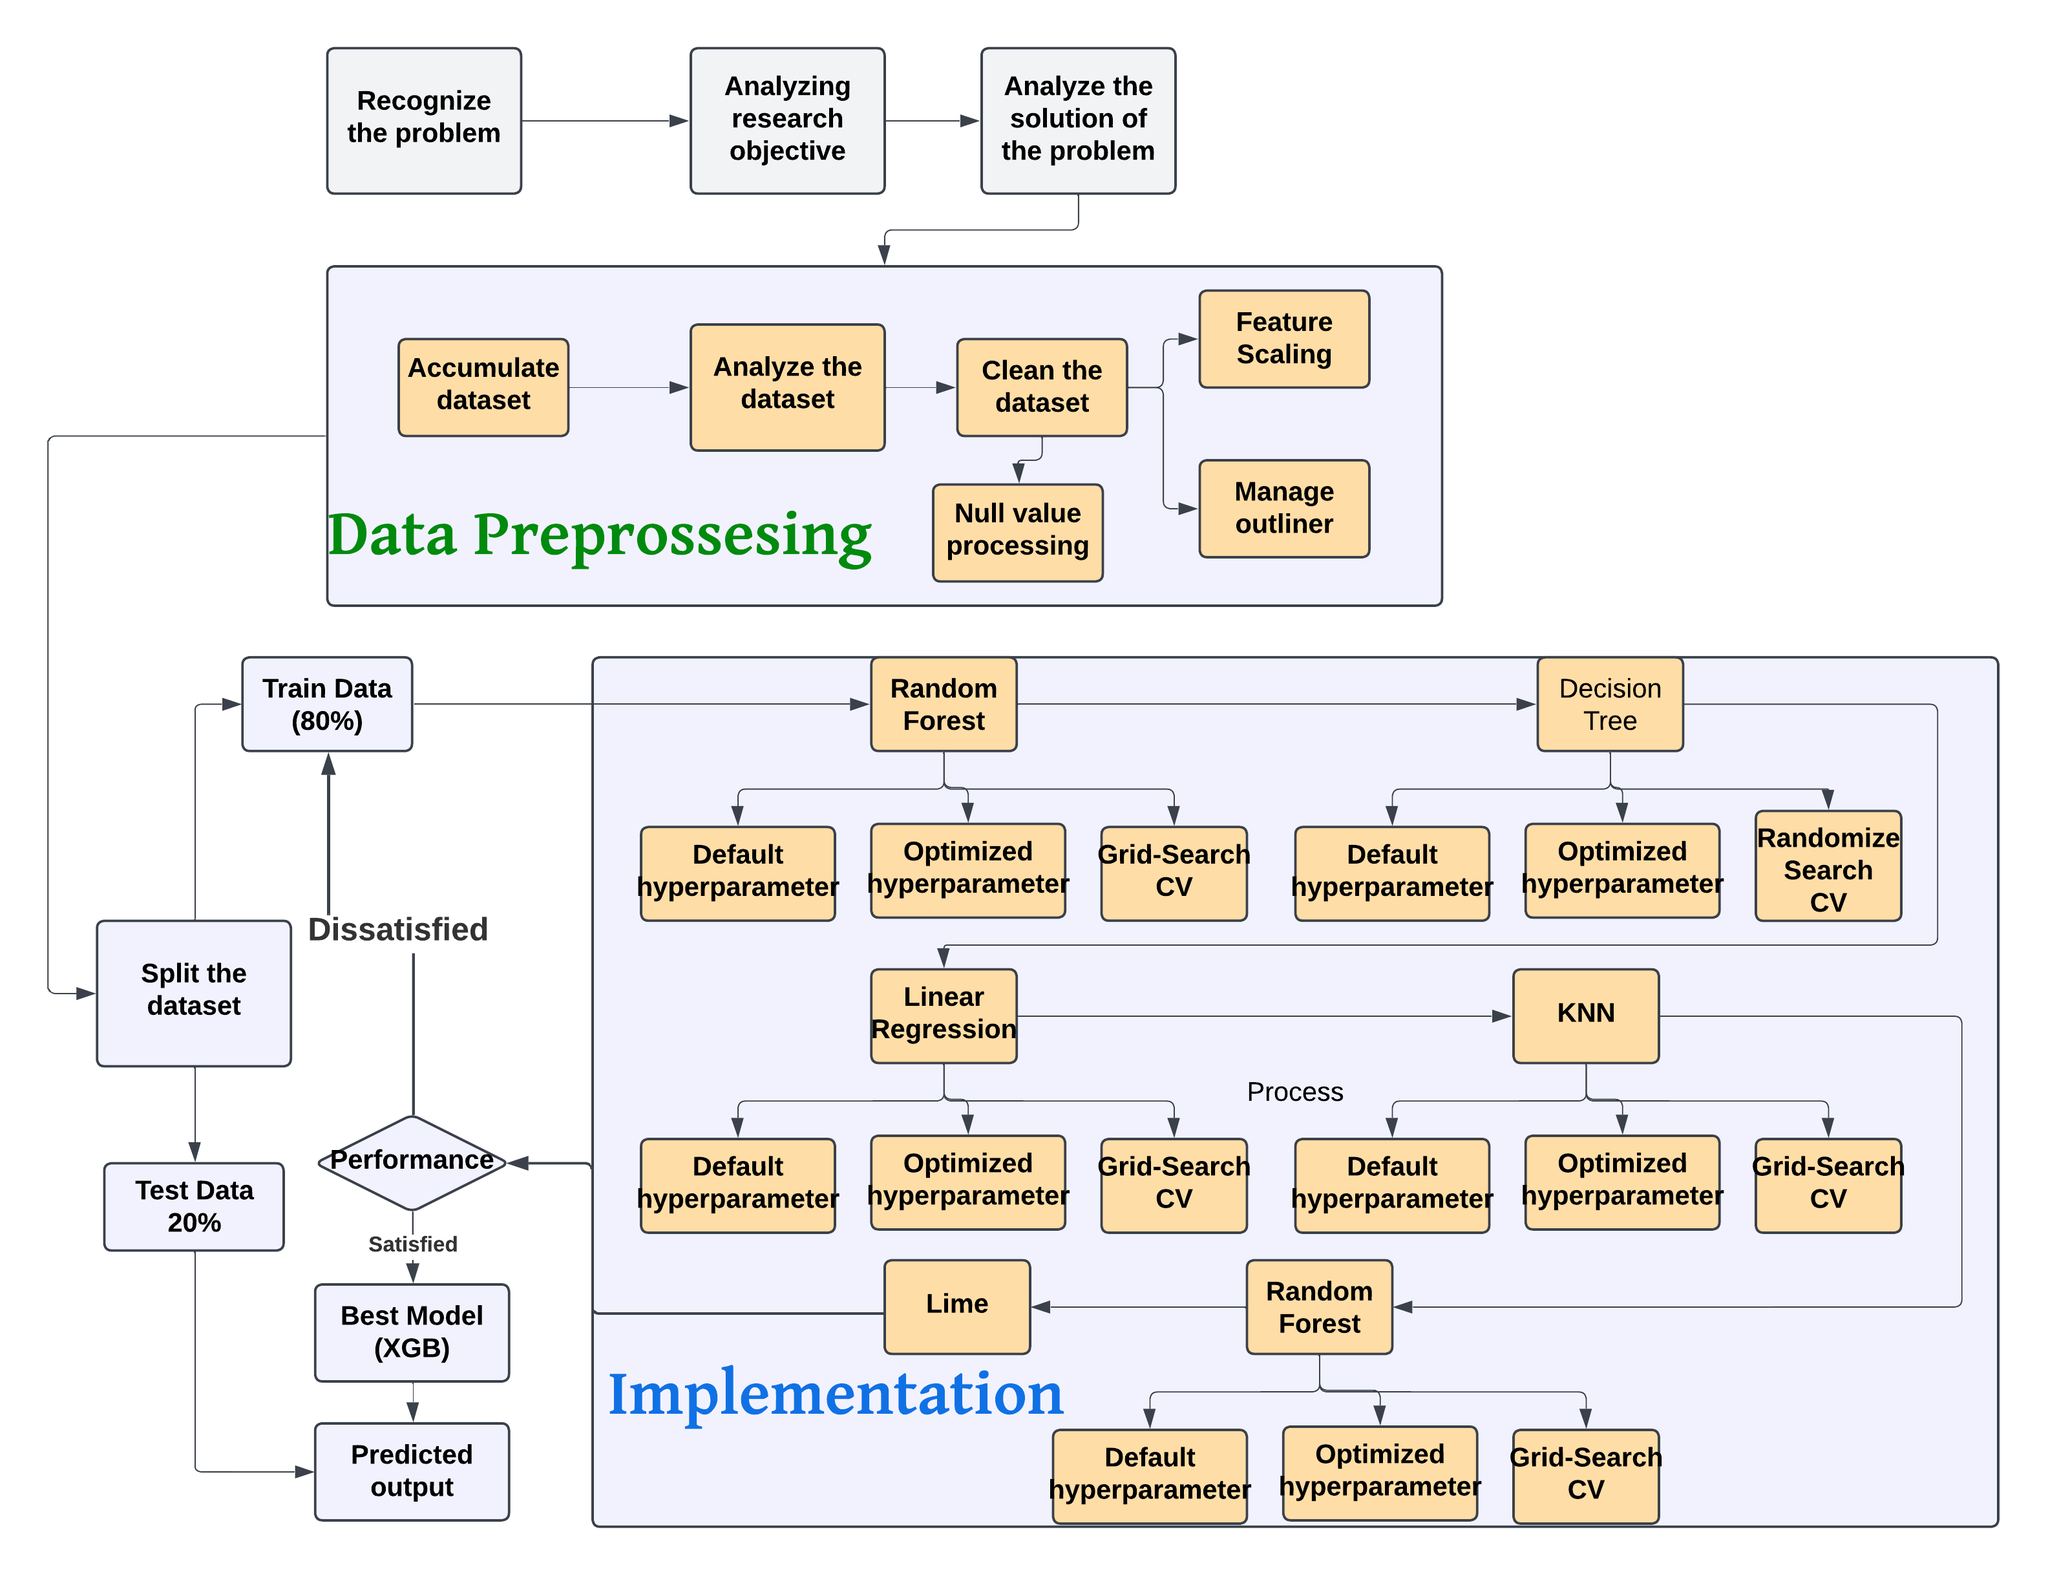 Recognize
the problem
Analyzing
research
objective
Analyze the
solution of
the problem
Accumulate
dataset
Analyze the
dataset
Clean the
dataset
Feature
Scaling
Null value
processing
Manage
outliner
Data Preprossesing
Train Data
(80%)
Random
Forest
Decision
Tree
Default
hyperparameter
Optimized
hyperparameter
Grid-Search
CV
Default
hyperparameter
Optimized
hyperparameter
Randomize
Search
CV
Dissatisfied
Split the
dataset
Linear
Regression
KNN
Process
Performance
Default
hyperparameter
Optimized
hyperparameter
Grid-Search
CV
Default
hyperparameter
Optimized
hyperparameter
Grid-Search
CV
Test Data
20%
Satisfied
Best Model
(XGB)
Lime
Random
Forest
Implementation
Predicted
output
Default
hyperparameter
Optimized
hyperparameter
Grid-Search
CV